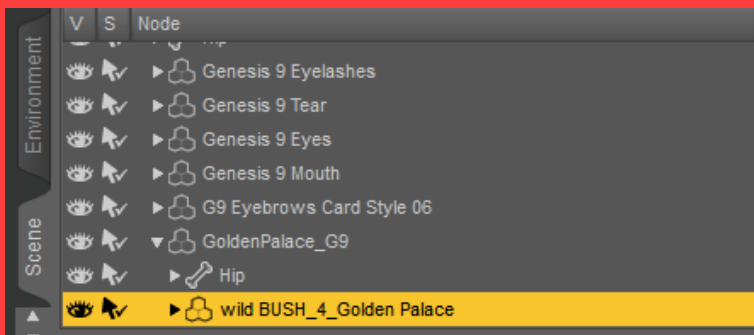 V S Node
Genesis 9 Eyelashes
Genesis 9 Tear
Genesis 9 Eyes
Genesis 9 Mouth
G9 Eyebrows Card Style 06
GoldenPalace_G9
Hip
wild BUSH_4_Golden Palace
Environment
Scene